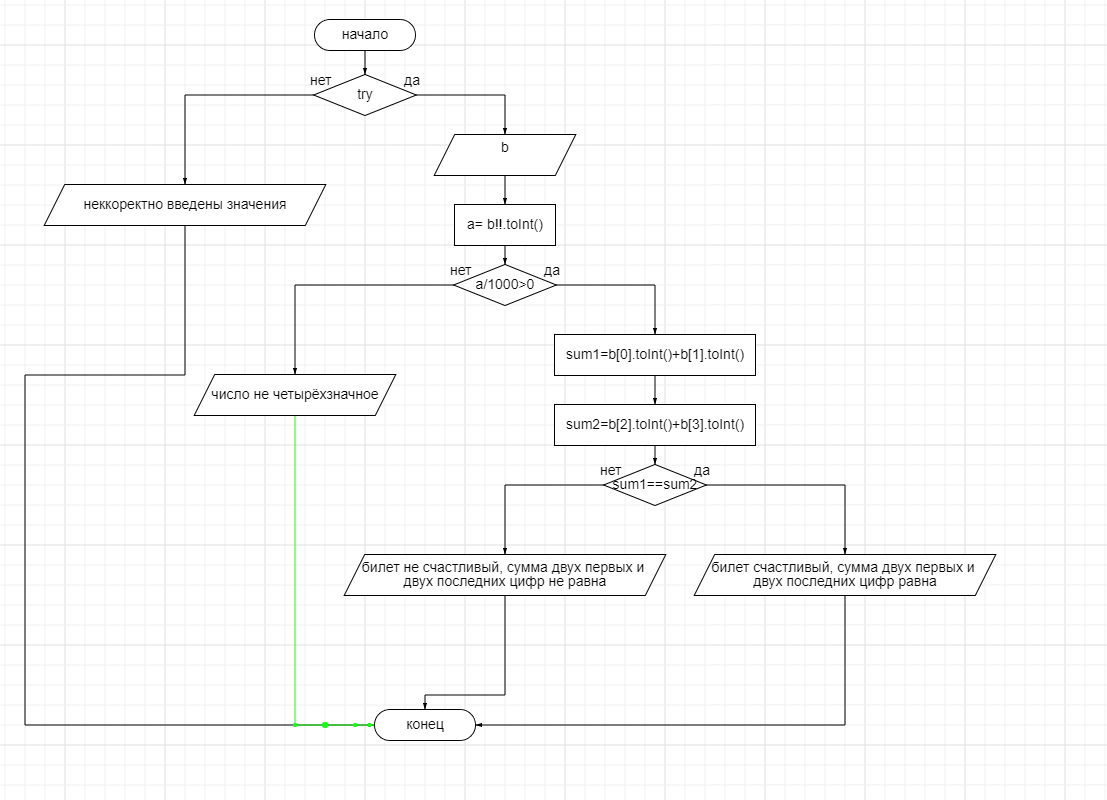 начало
нет
да
try
b
неккоректно введены значения
a= b!!.toInt()
нет
да
a/1000>0
sum1=b[0].toInt()+b[1].toInt()
число не четырёхзначное
sum2=b[2].toInt()+b[3].toInt()
нет
да
sum1==sum2
билет не счастливый, сумма двух первых и
двух последних цифр не равна
билет счастливый, сумма двух первых и
двух последних цифр равна
конец